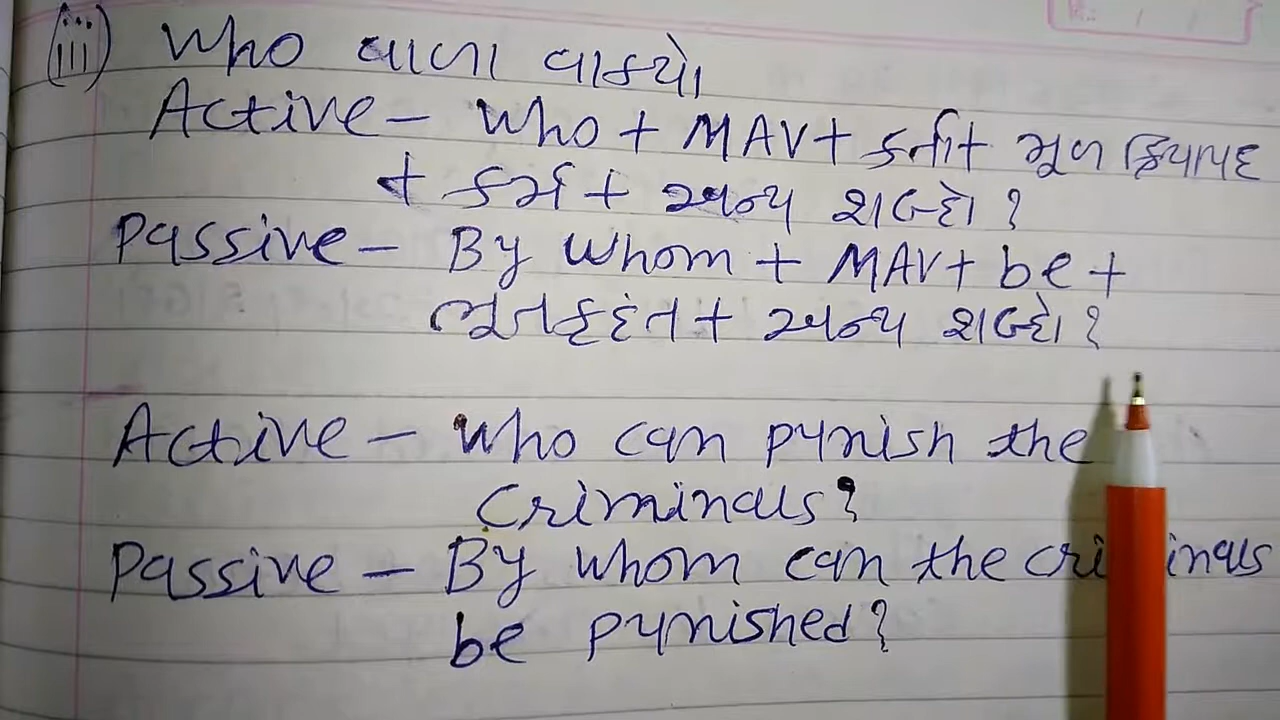 (iii) Who વાળા વાક્યો
Active - Who + MAV + કર્તા + મૂળ ક્રિયાપદ
+ કર્મ + અન્ય શબ્દો ?
Passive - By whom + MAV + be +
ભૂતકૃદંત + અન્ય શબ્દો ?
Active - Who can punish the
criminals?
Passive - By whom can the criminals
be punished?